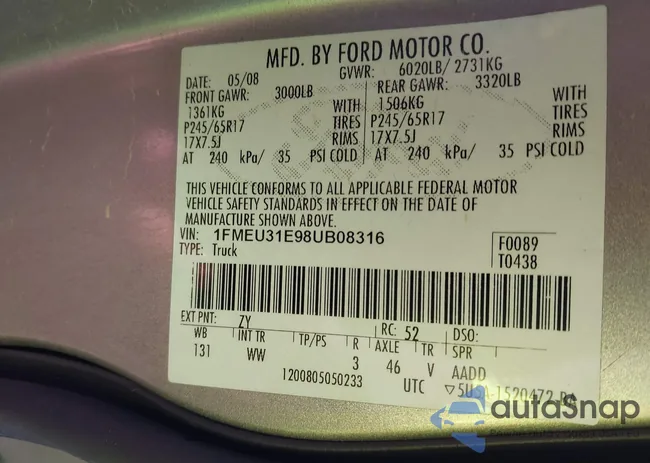 MFD. BY FORD MOTOR CO.
DATE: 05/08 GVWR: 6020LB/ 2731KG
FRONT GAWR: 3000LB REAR GAWR: 3320LB
1361KG WITH 1506KG WITH
P245/65R17 TIRES P245/65R17 TIRES
17X7.5J RIMS 17X7.5J RIMS
AT 240 kPa/ 35 PSI COLD AT 240 kPa/ 35 PSI COLD
THIS VEHICLE CONFORMS TO ALL APPLICABLE FEDERAL MOTOR
VEHICLE SAFETY STANDARDS IN EFFECT ON THE DATE OF
MANUFACTURE SHOWN ABOVE.
VIN: 1FMEU31E98UB08316 F0089
TYPE: Truck T0438
EXT PNT: ZY RC: 52 DSO:
WB INT TR TP/PS R AXLE TR SPR
131 WW 3 46 V AADD
1200805050233 UTC
autoSnap